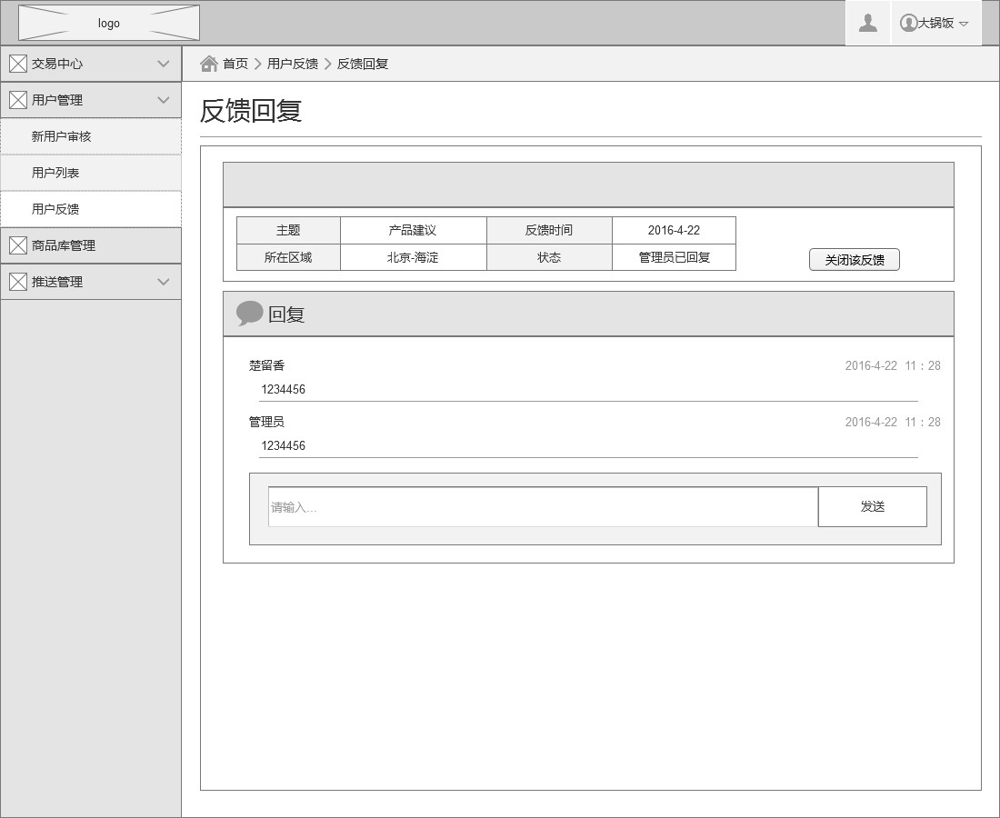 logo
大锅饭
交易中心
首页 用户反馈 反馈回复
用户管理
反馈回复
新用户审核
用户列表
用户反馈
商品库管理
推送管理
主题 产品建议 反馈时间 2016-4-22
所在区域 北京-海淀 状态 管理员已回复
关闭该反馈
回复
楚留香 2016-4-22 11：28
1234456
管理员 2016-4-22 11：28
1234456
请输入...
发送